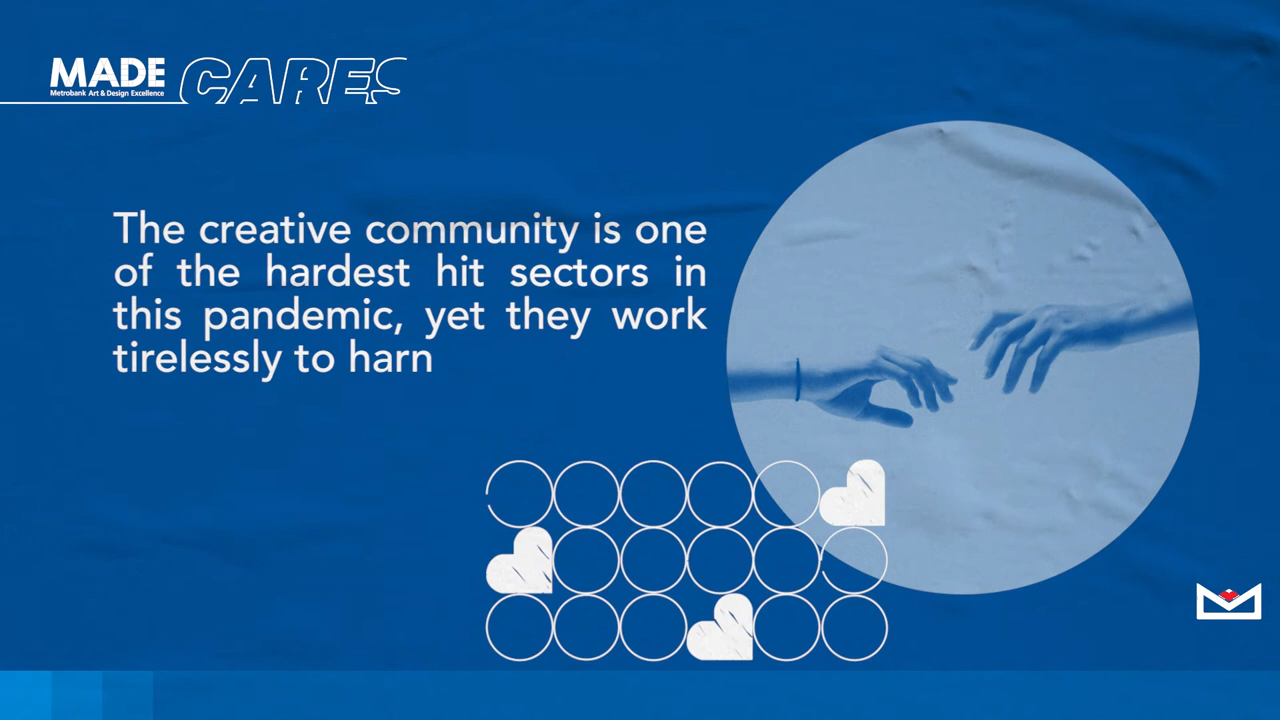 MADE CARES
Metrobank Art & Design Excellence
The creative community is one
of the hardest hit sectors in
this pandemic, yet they work
tirelessly to harn